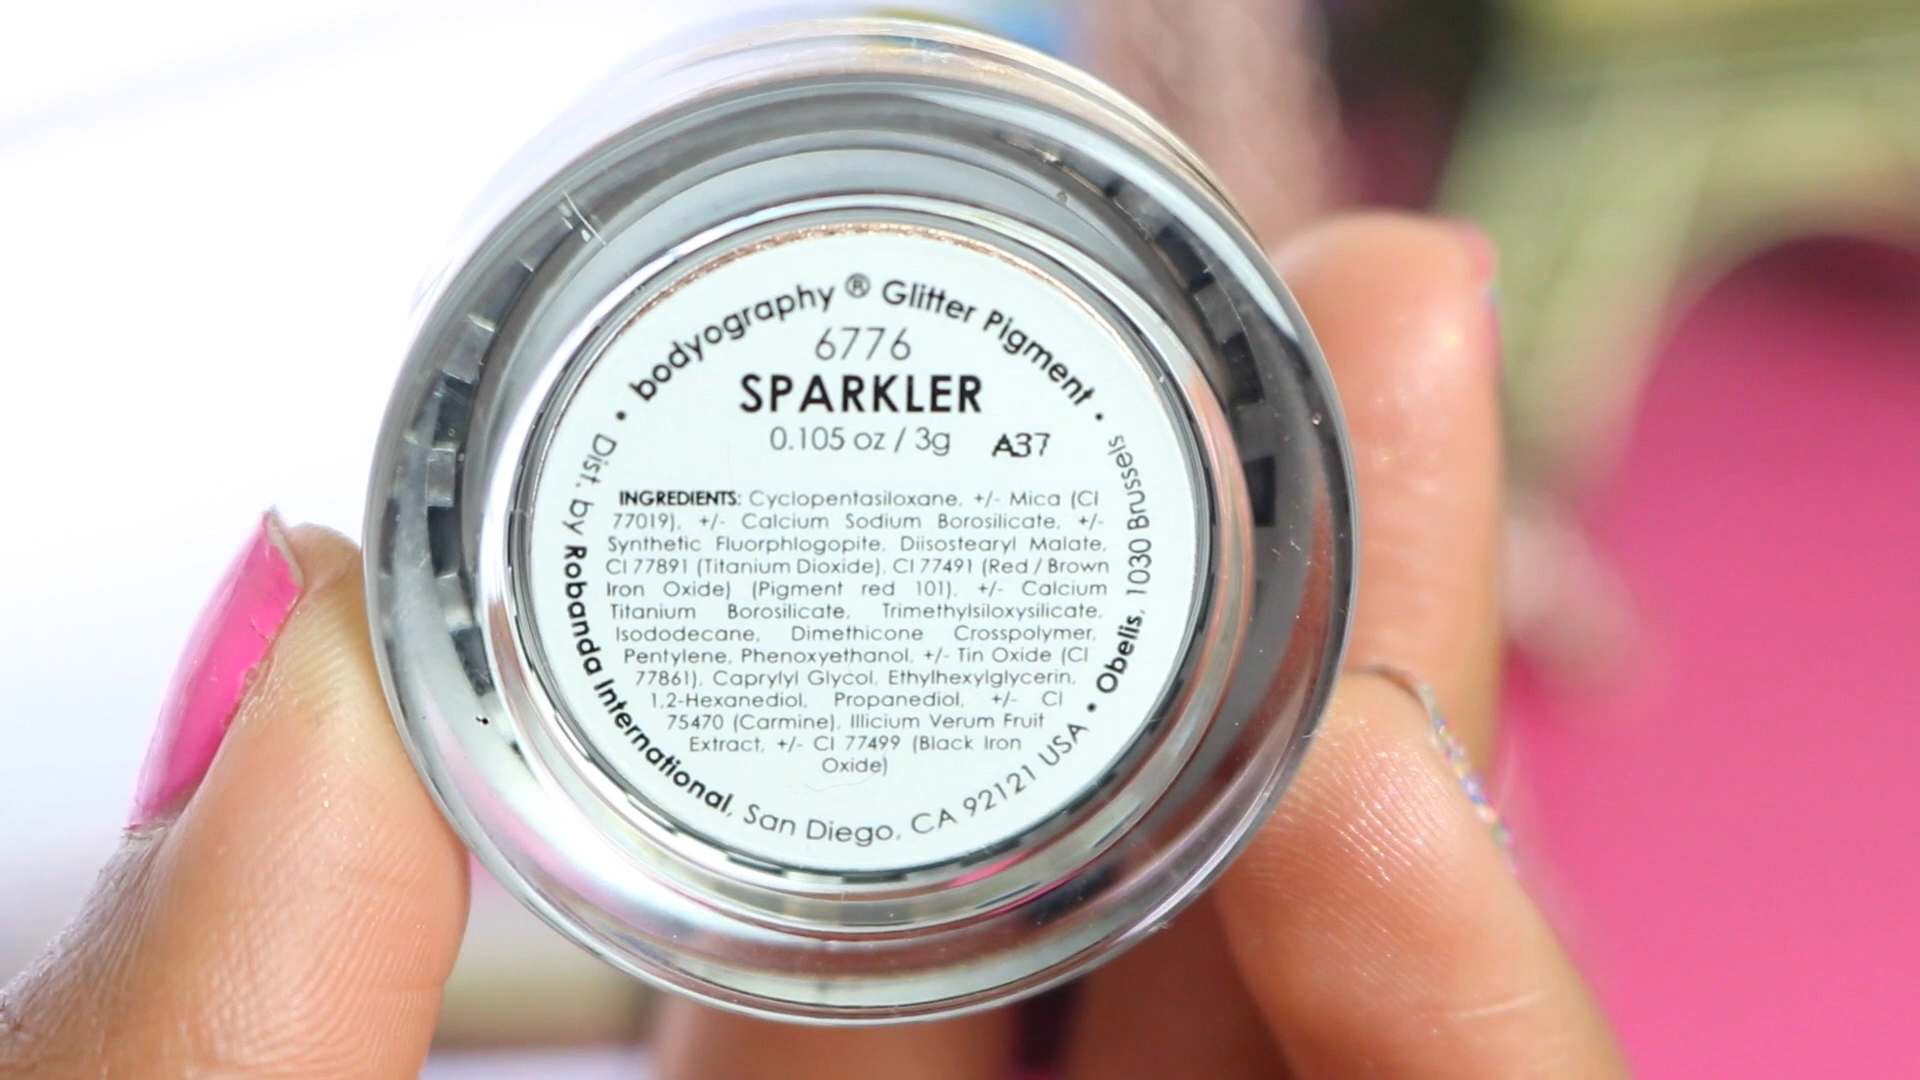 bodyography ® Glitter Pigment •
6776
SPARKLER
0.105 oz / 3g A37
INGREDIENTS: Cyclopentasiloxane, +/- Mica (CI
77019), +/- Calcium Sodium Borosilicate, +/-
Synthetic Fluorphlogopite, Diisostearyl Malate,
CI 77891 (Titanium Dioxide), CI 77491 (Red / Brown
Iron Oxide) (Pigment red 101), +/- Calcium
Titanium Borosilicate, Trimethylsiloxysilicate,
Isododecane, Dimethicone Crosspolymer,
Pentylene, Phenoxyethanol, +/- Tin Oxide (CI
77861), Caprylyl Glycol, Ethylhexylglycerin,
1,2-Hexanediol, Propanediol, +/- CI
75470 (Carmine), Illicium Verum Fruit
Extract, +/- CI 77499 (Black Iron
Oxide)
• Dist. by Robanda International, San Diego, CA 92121 USA •
Obelis, 1030 Brussels